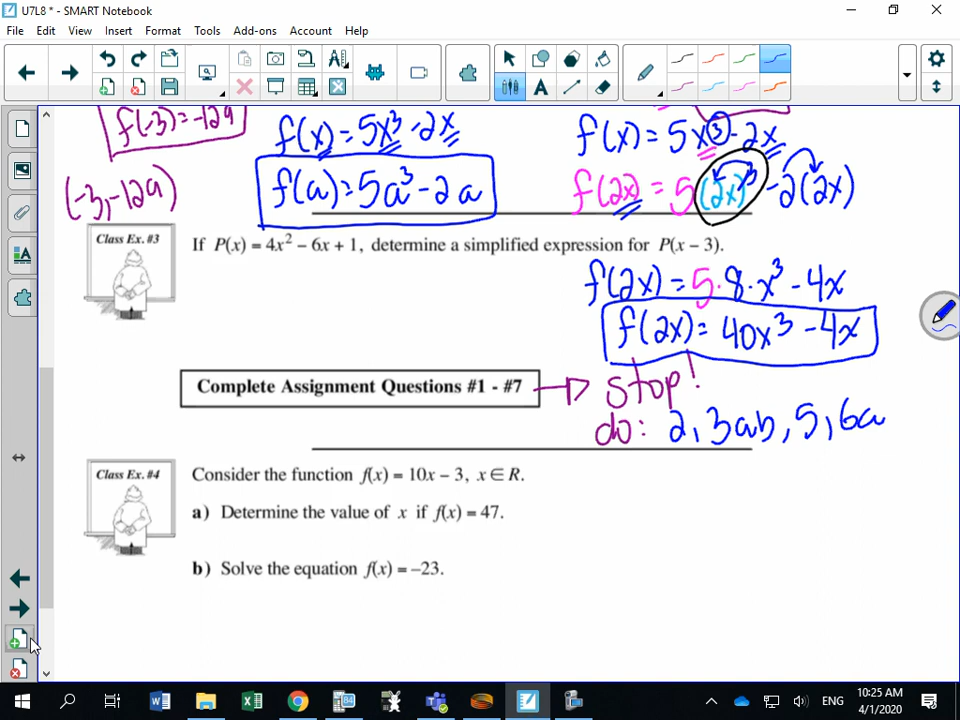 U7L8 * - SMART Notebook
File Edit View Insert Format Tools Add-ons Account Help
f(-3) = -129
(-3, -129)
f(x) = 5x³ - 2x
f(a) = 5a³ - 2a
f(x) = 5x³ - 2x
f(2x) = 5(2x)³ - 2(2x)
Class Ex. #3
If P(x) = 4x² – 6x + 1, determine a simplified expression for P(x – 3).
f(2x) = 5·8·x³ - 4x
f(2x) = 40x³ - 4x
Complete Assignment Questions #1 - #7
stop!
do: 2, 3ab, 5, 6a
Class Ex. #4
Consider the function f(x) = 10x – 3, x ∈ R.
a) Determine the value of x if f(x) = 47.
b) Solve the equation f(x) = –23.
ENG
10:25 AM
4/1/2020